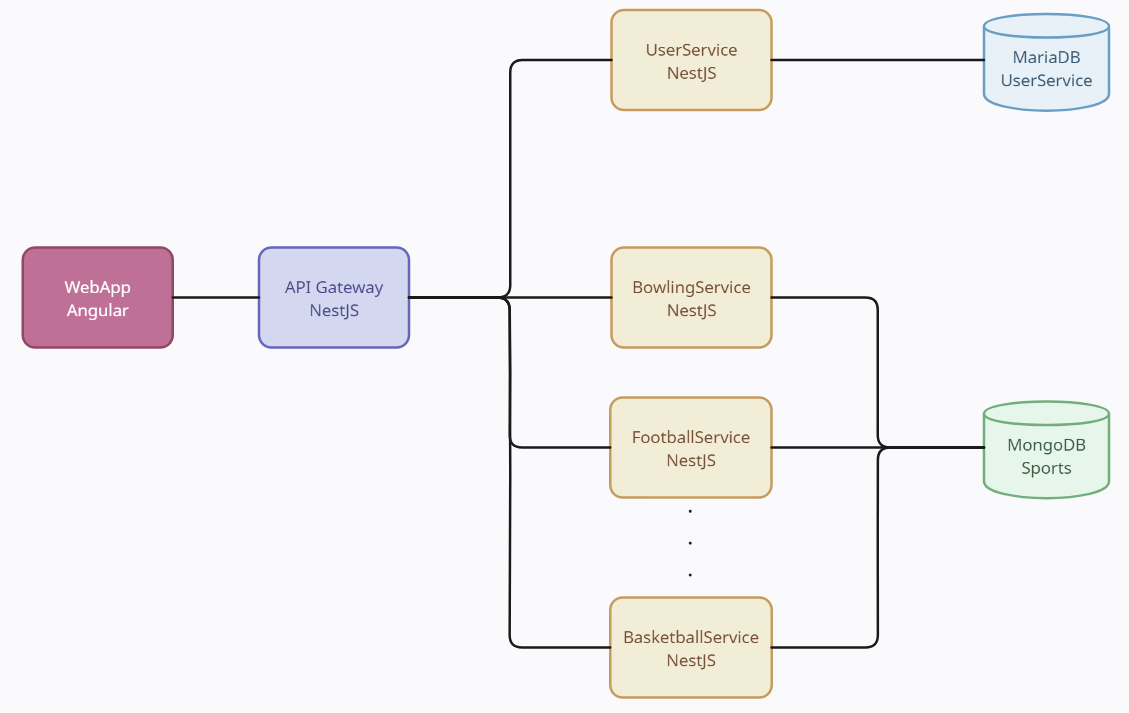 UserService
NestJS
MariaDB
UserService
WebApp
Angular
API Gateway
NestJS
BowlingService
NestJS
FootballService
NestJS
MongoDB
Sports
.
.
.
BasketballService
NestJS